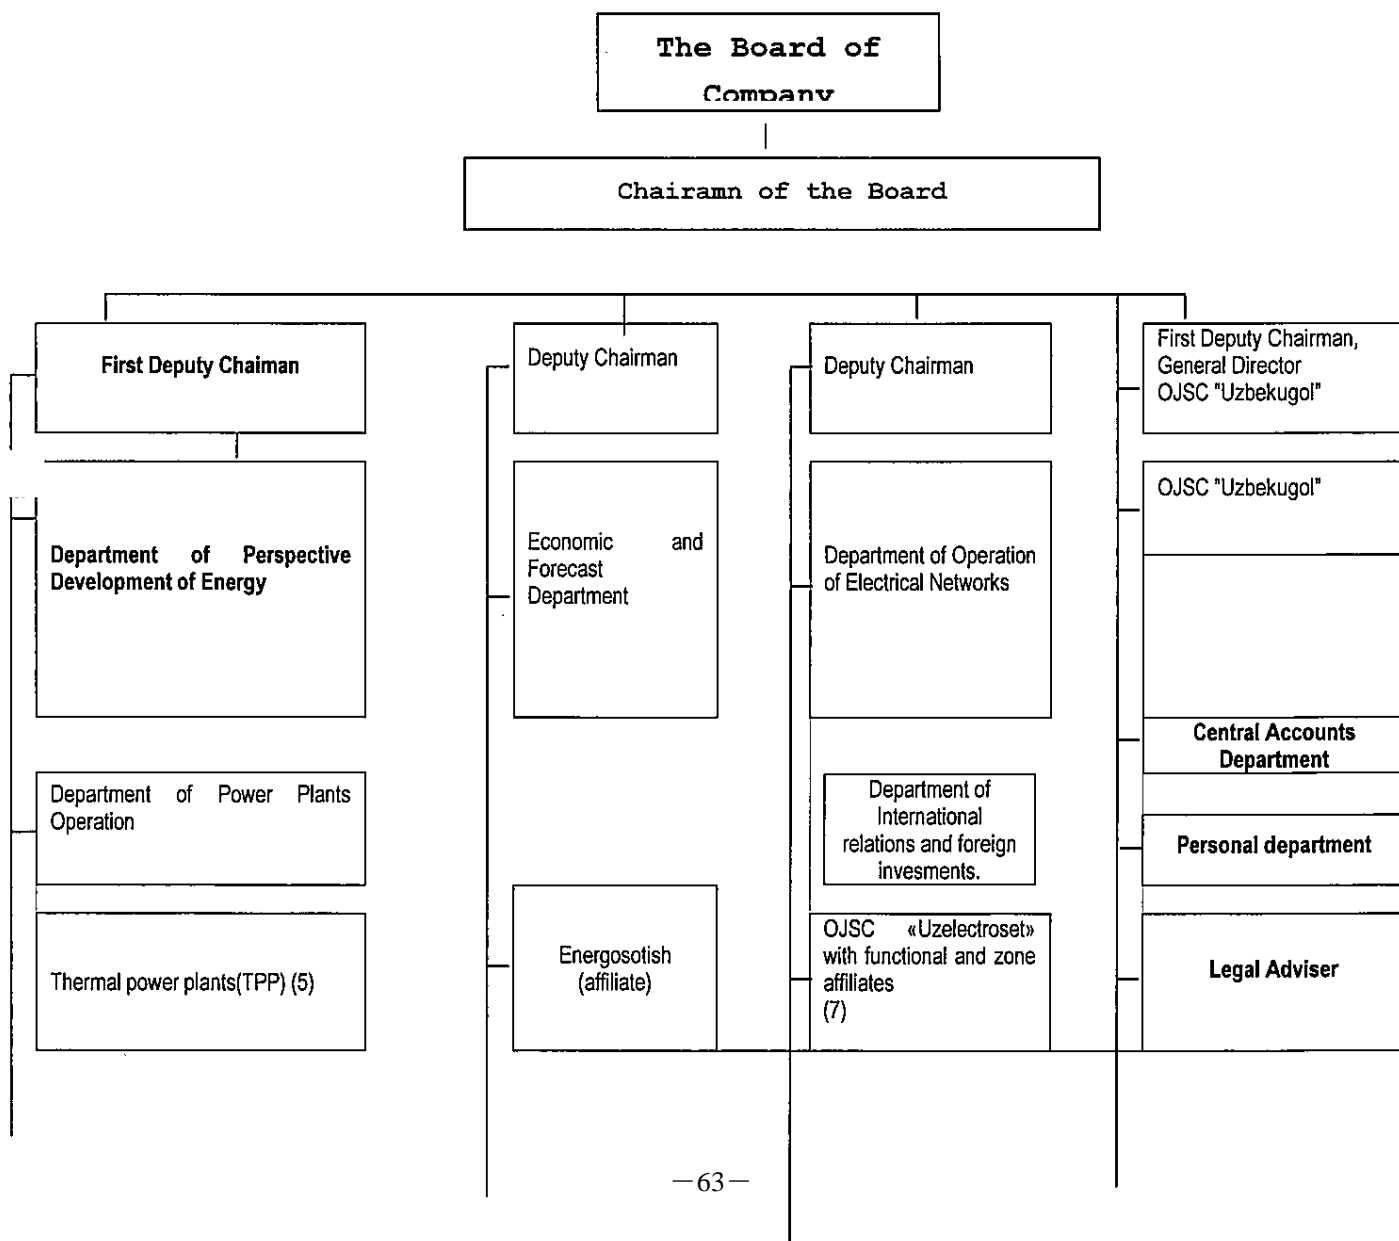 The Board of
Company
Chairamn of the Board
First Deputy Chaiman
Deputy Chairman
Deputy Chairman
First Deputy Chairman,
General Director
OJSC "Uzbekugol"
Department of Perspective
Development of Energy
Economic and
Forecast
Department
Department of Operation
of Electrical Networks
OJSC "Uzbekugol"
Central Accounts
Department
Department of Power Plants
Operation
Department of
International
relations and foreign
invesments.
Personal department
Thermal power plants(TPP) (5)
Energosotish
(affiliate)
OJSC «Uzelectroset»
with functional and zone
affiliates
(7)
Legal Adviser
—63—